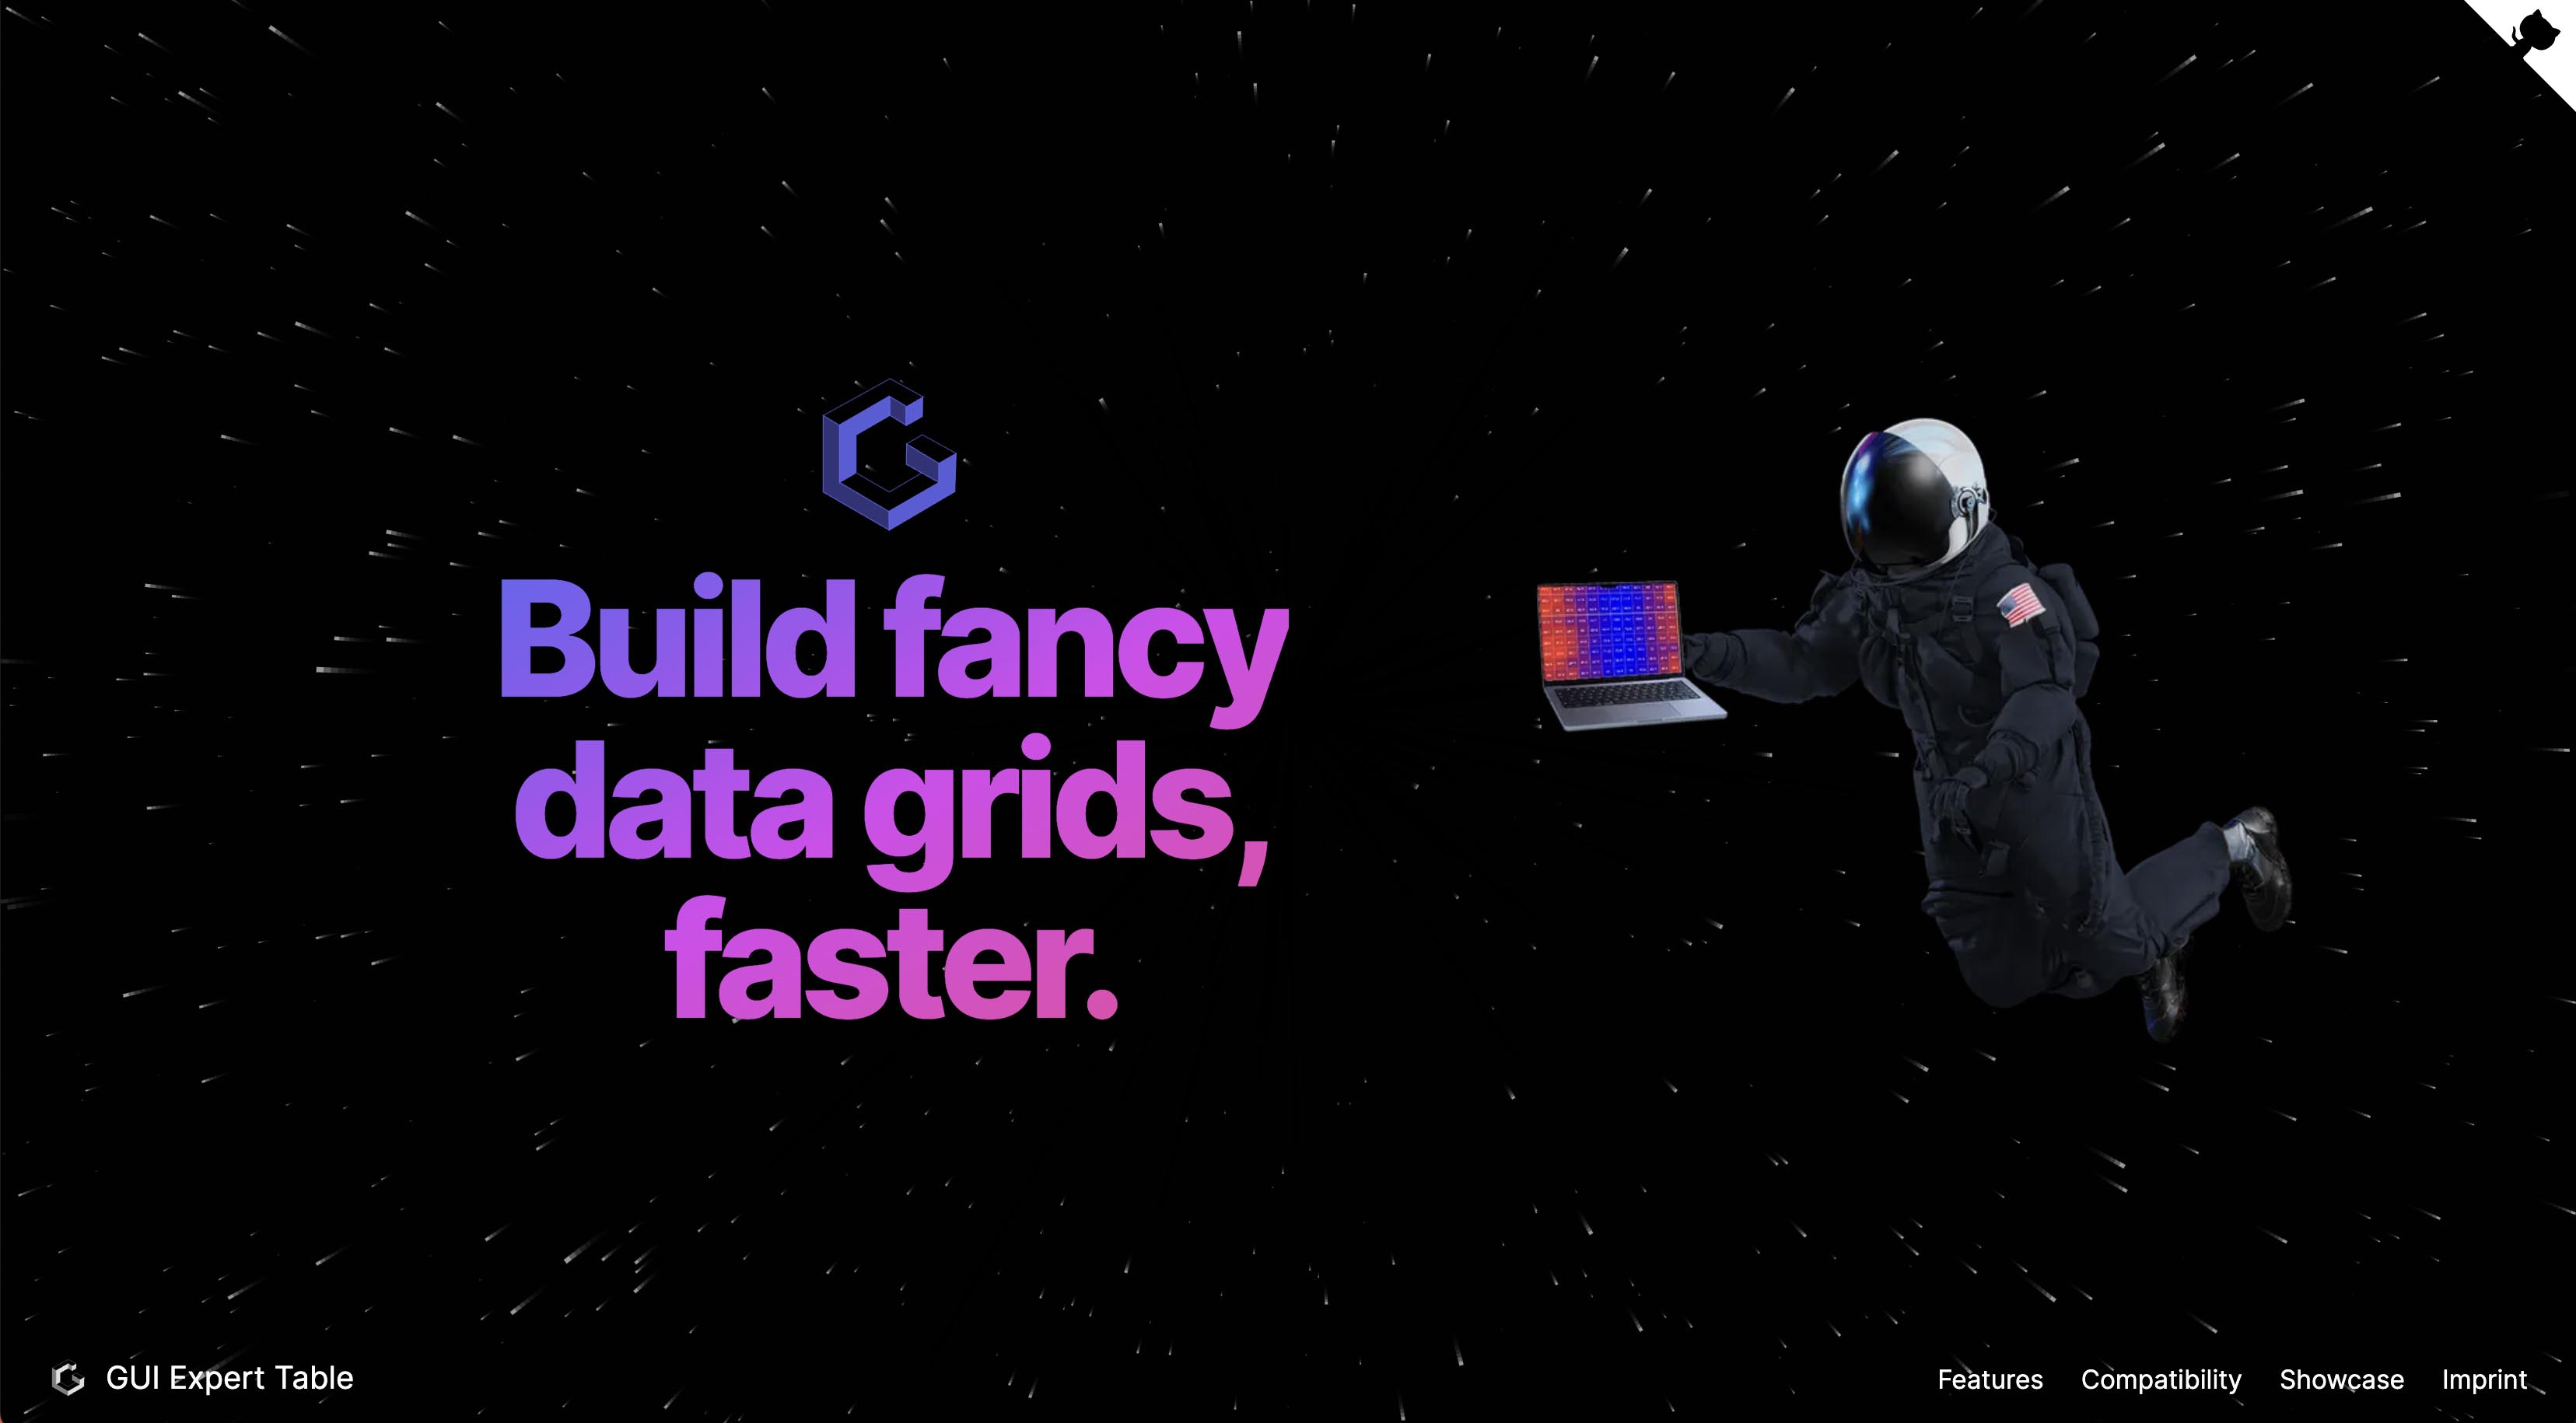 Build fancy
data grids,
faster.
GUI Expert Table
Features
Compatibility
Showcase
Imprint